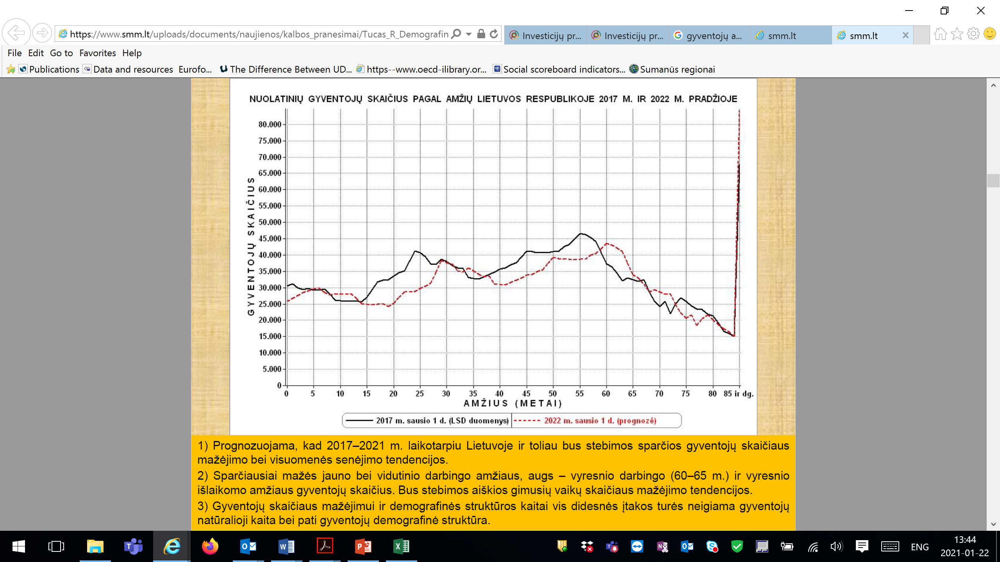 https://www.smm.lt/uploads/documents/naujienos/kalbos_pranesimai/Tucas_R_Demografin
Investicijų pr...
Investicijų pr...
gyventojų a...
smm.lt
smm.lt
File Edit Go to Favorites Help
Publications
Data and resources Eurofo...
The Difference Between UD...
https--www.oecd-ilibrary.or...
Social scoreboard indicators...
Sumanūs regionai
NUOLATINIŲ GYVENTOJŲ SKAIČIUS PAGAL AMŽIŲ LIETUVOS RESPUBLIKOJE 2017 M. IR 2022 M. PRADŽIOJE
GYVENTOJŲ SKAIČIUS
80.000
75.000
70.000
65.000
60.000
55.000
50.000
45.000
40.000
35.000
30.000
25.000
20.000
15.000
10.000
5.000
0
0 5 10 15 20 25 30 35 40 45 50 55 60 65 70 75 80 85 ir dg.
AMŽIUS (METAI)
2017 m. sausio 1 d. (LSD duomenys)
2022 m. sausio 1 d. (prognozė)
1) Prognozuojama, kad 2017–2021 m. laikotarpiu Lietuvoje ir toliau bus stebimos sparčios gyventojų skaičiaus
mažėjimo bei visuomenės senėjimo tendencijos.
2) Sparčiausiai mažės jauno bei vidutinio darbingo amžiaus, augs – vyresnio darbingo (60–65 m.) ir vyresnio
išlaikomo amžiaus gyventojų skaičius. Bus stebimos aiškios gimusių vaikų skaičiaus mažėjimo tendencijos.
3) Gyventojų skaičiaus mažėjimui ir demografinės struktūros kaitai vis didesnės įtakos turės neigiama gyventojų
natūralioji kaita bei pati gyventojų demografinė struktūra.
ENG
13:44
2021-01-22